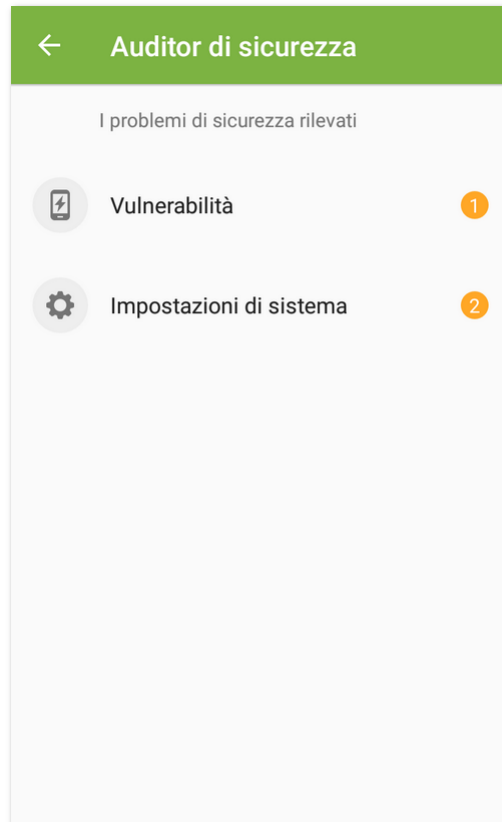 Auditor di sicurezza
I problemi di sicurezza rilevati
Vulnerabilità
1
Impostazioni di sistema
2